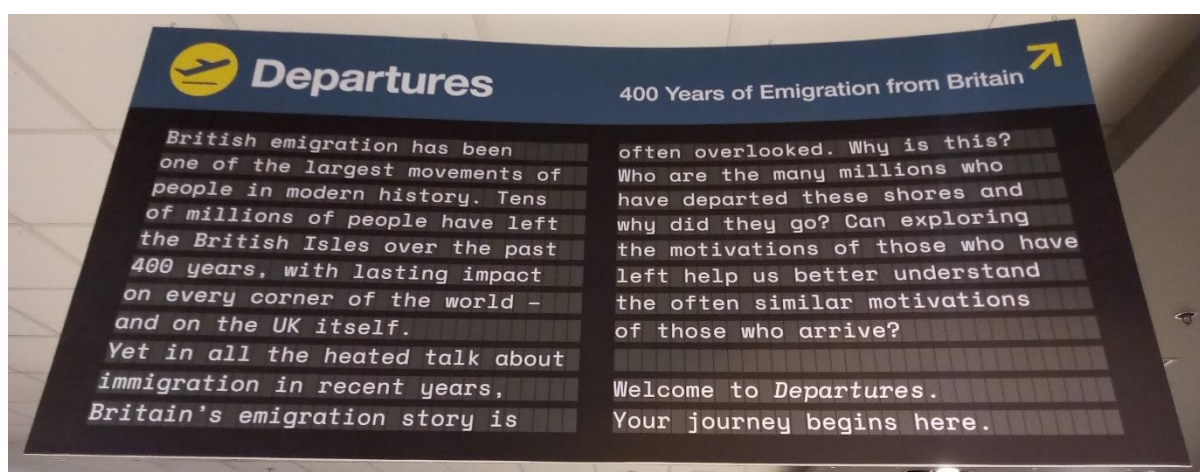 Departures
400 Years of Emigration from Britain
British emigration has been
one of the largest movements of
people in modern history. Tens
of millions of people have left
the British Isles over the past
400 years, with lasting impact
on every corner of the world –
and on the UK itself.
Yet in all the heated talk about
immigration in recent years,
Britain's emigration story is
often overlooked. Why is this?
Who are the many millions who
have departed these shores and
why did they go? Can exploring
the motivations of those who have
left help us better understand
the often similar motivations
of those who arrive?
Welcome to Departures.
Your journey begins here.